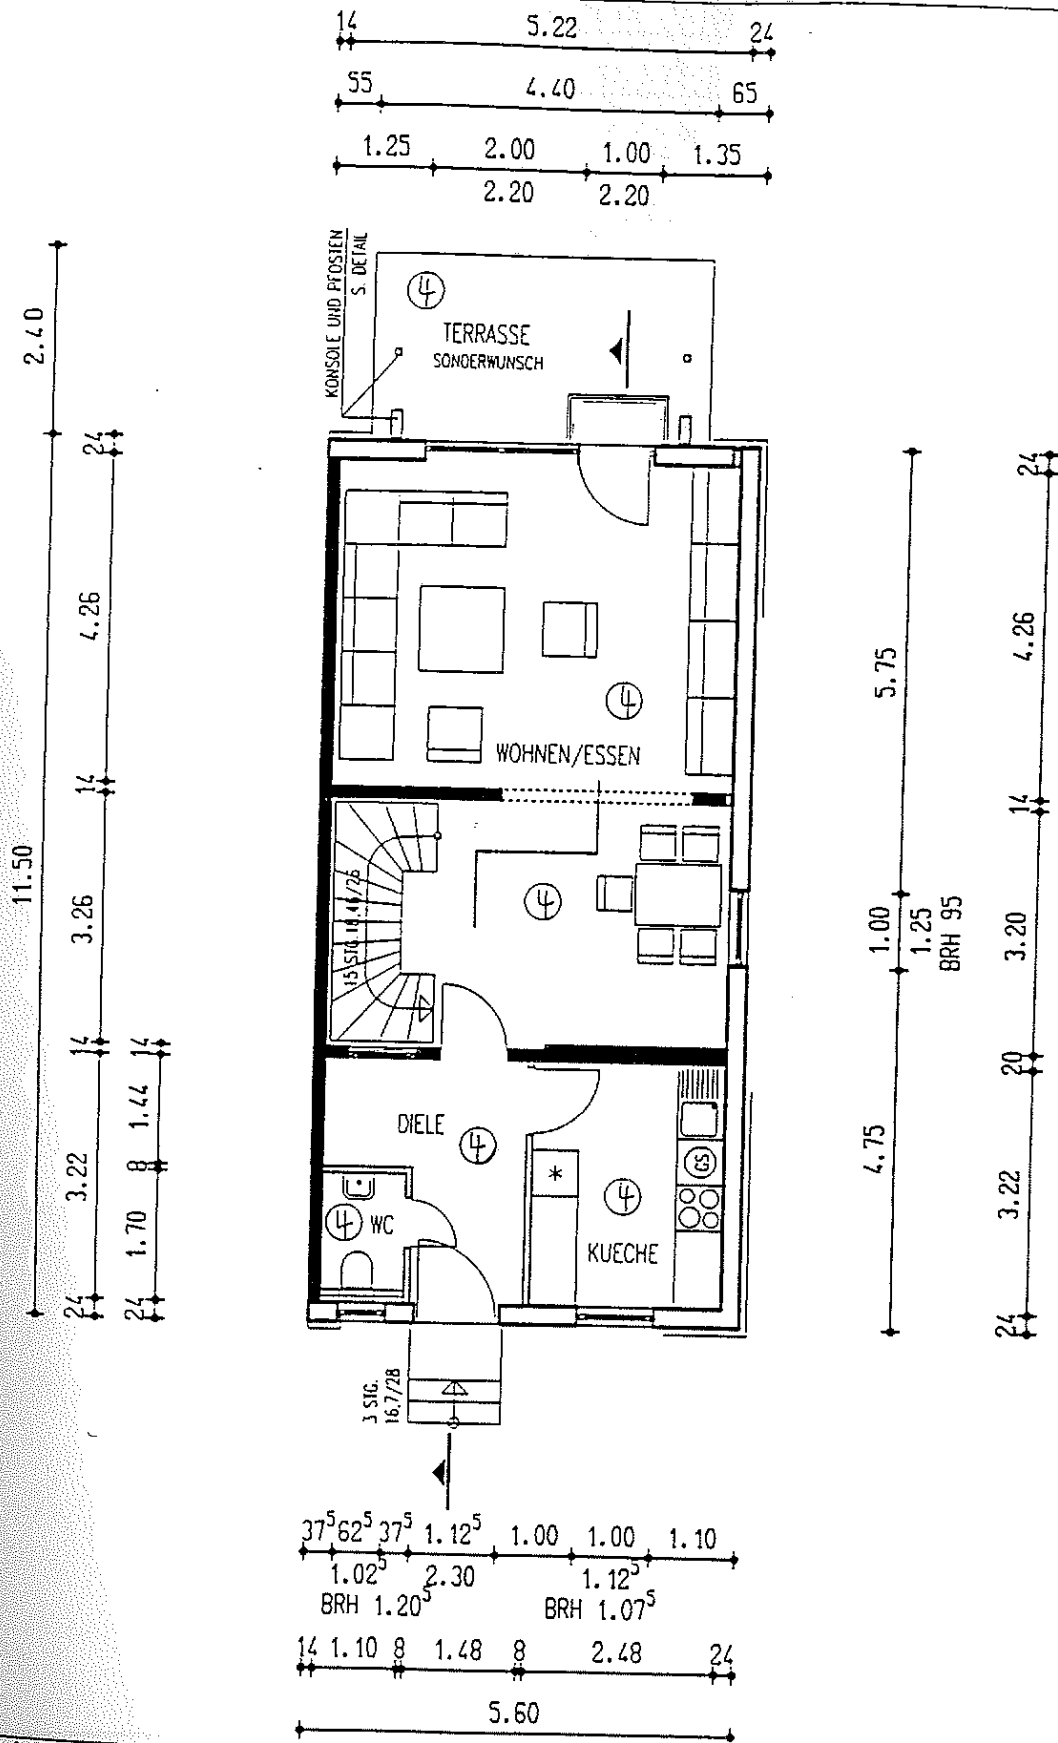 14 5.22 24
55 4.40 65
1.25 2.00 1.00 1.35
2.20 2.20
KONSOLE UND PFOSTEN
S. DETAIL
4
TERRASSE
SONDERWUNSCH
2.40
11.50
24
4.26
14
3.26
14
3.22
24
14
1.44
8
1.70
24
4
WOHNEN/ESSEN
15 STG. 18.46/26
4
DIELE
4
4 WC
*
GS
4
KUECHE
3 STG.
16.7/28
5.75
1.00
1.25
BRH 95
4.75
24
4.26
14
3.20
20
3.22
24
37⁵ 62⁵ 37⁵ 1.12⁵ 1.00 1.00 1.10
1.02⁵ 2.30 1.12⁵
BRH 1.20⁵ BRH 1.07⁵
14 1.10 8 1.48 8 2.48 24
5.60